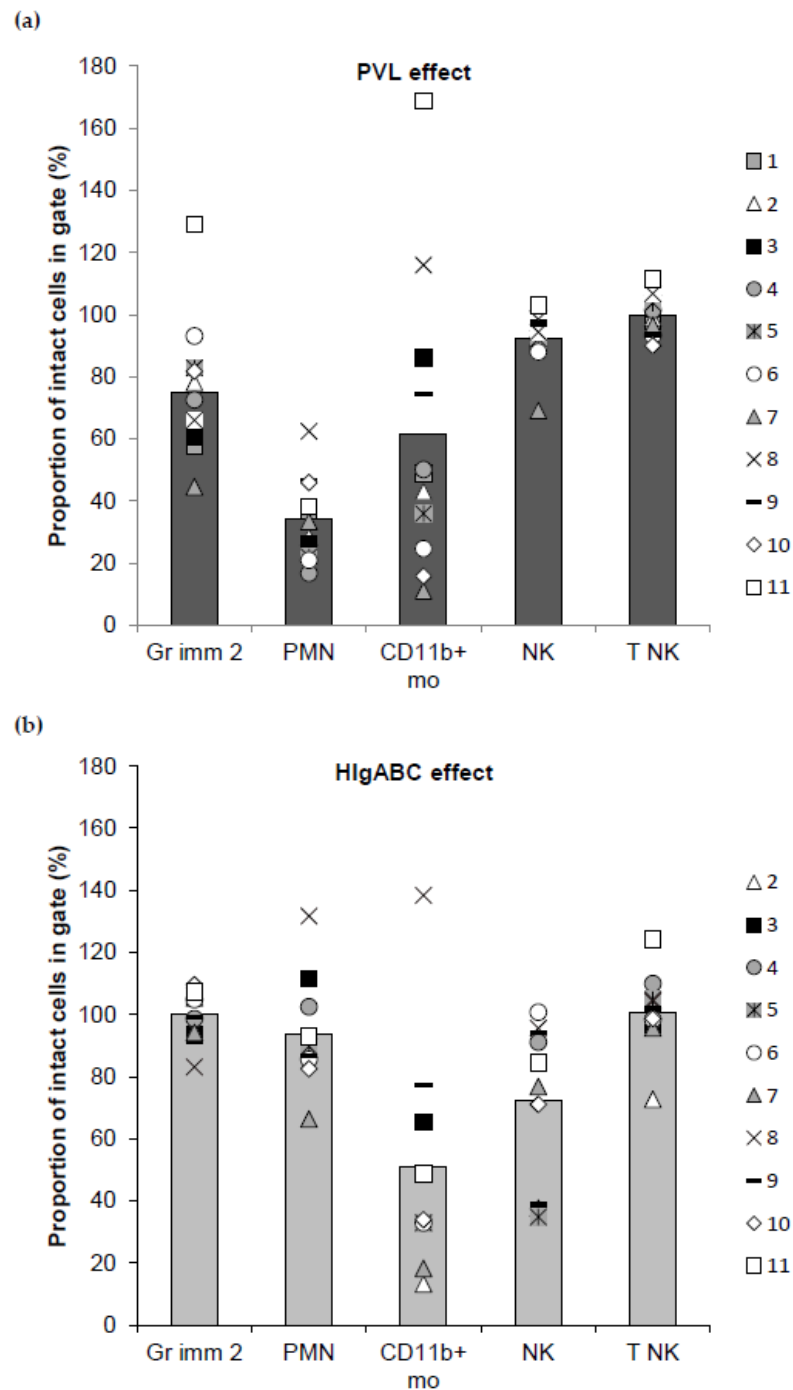 (a)
PVL effect
Proportion of intact cells in gate (%)
180
160
140
120
100
80
60
40
20
0
Gr imm 2
PMN
CD11b+
mo
NK
T NK
1
2
3
4
5
6
7
8
9
10
11
(b)
HlgABC effect
Proportion of intact cells in gate (%)
180
160
140
120
100
80
60
40
20
0
Gr imm 2
PMN
CD11b+
mo
NK
T NK
2
3
4
5
6
7
8
9
10
11